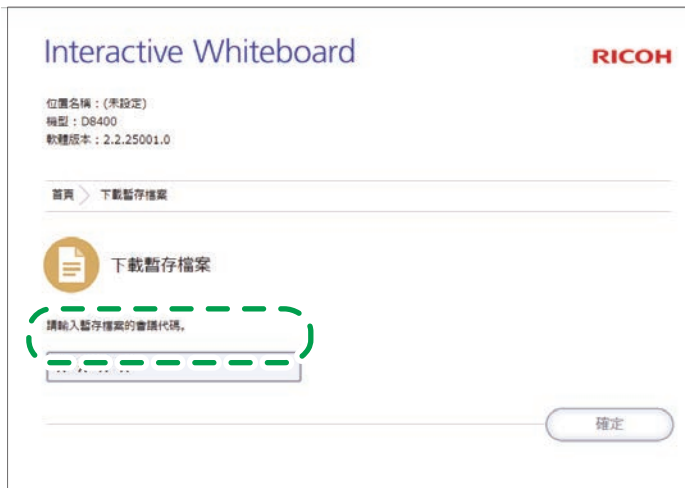 Interactive Whiteboard
RICOH
位置名稱：(未設定)
機型：D8400
軟體版本：2.2.25001.0
首頁 下載暫存檔案
下載暫存檔案
請輸入暫存檔案的會議代碼。
確定